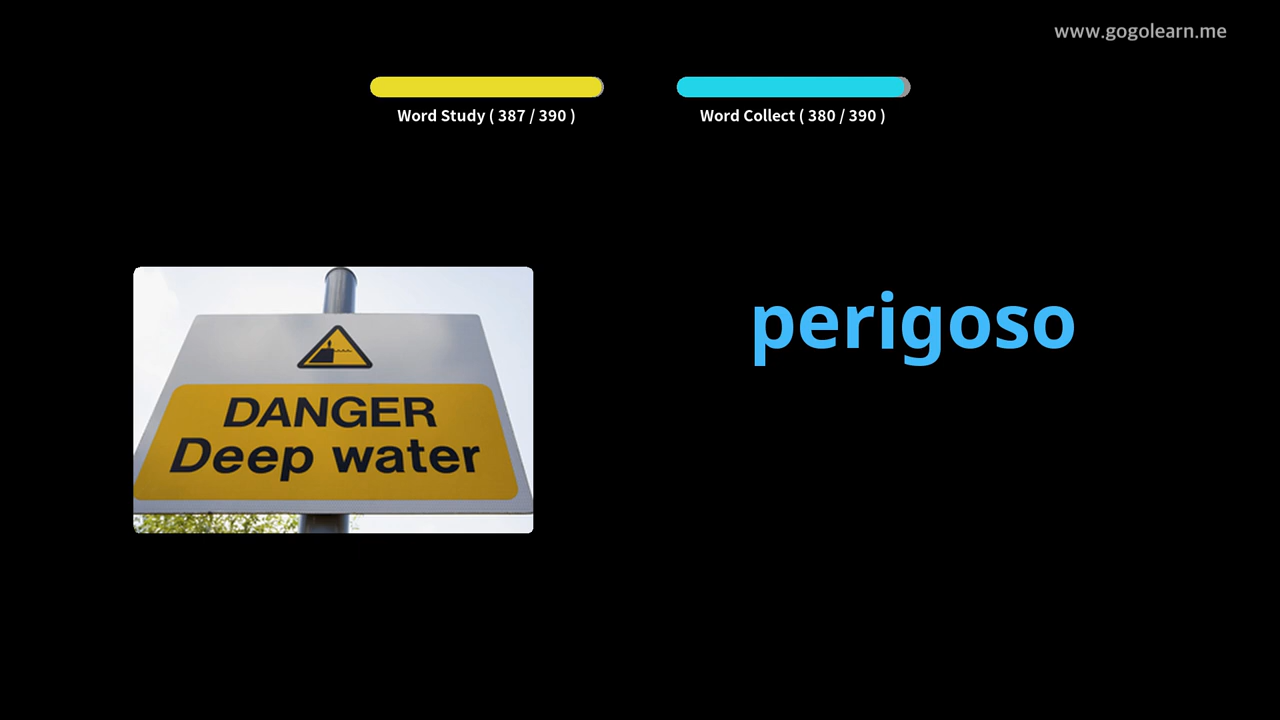 www.gogolearn.me
Word Study ( 387 / 390 )
Word Collect ( 380 / 390 )
DANGER
Deep water
perigoso